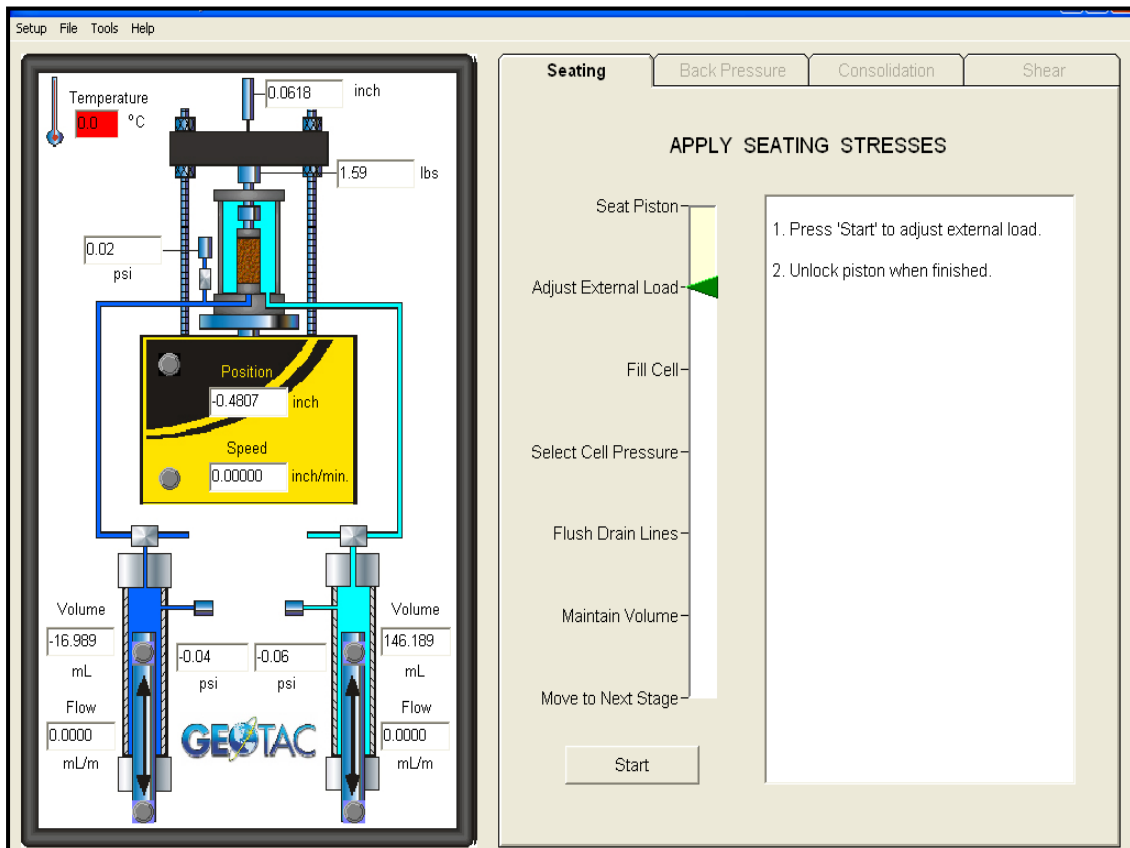 Setup File Tools Help
Temperature
0.0 °C
0.0618 inch
1.59 lbs
0.02
psi
Position
-0.4807 inch
Speed
0.00000 inch/min.
Volume
-16.989
mL
Flow
0.0000
mL/m
-0.04
psi
-0.06
psi
Volume
146.189
mL
Flow
0.0000
mL/m
GEOTAC
Seating Back Pressure Consolidation Shear
APPLY SEATING STRESSES
Seat Piston
Adjust External Load
Fill Cell
Select Cell Pressure
Flush Drain Lines
Maintain Volume
Move to Next Stage
Start
1. Press 'Start' to adjust external load.
2. Unlock piston when finished.